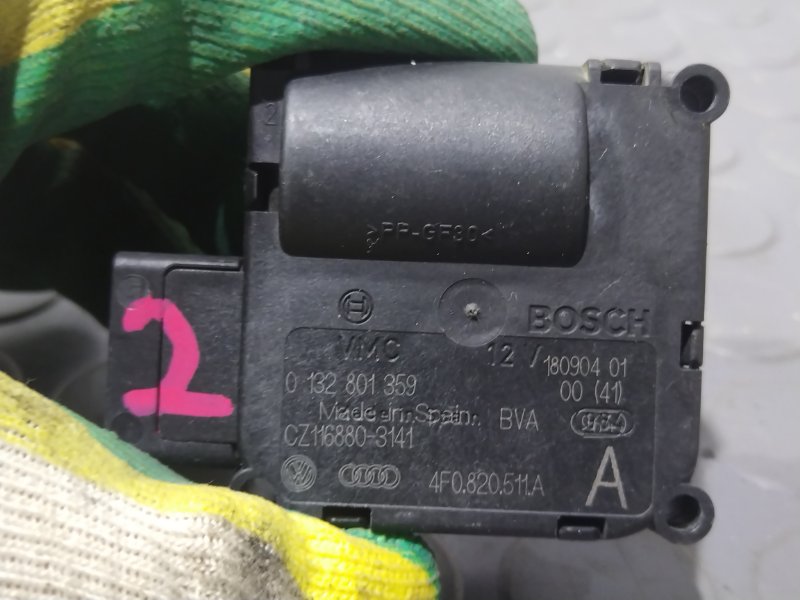 2
>PP-GF30<
BOSCH
VMC 12 / 180904 01
0 132 801 359 00 (41)
Made in Spain BVA
CZ116880-3141
4F0.820.511.A A
2